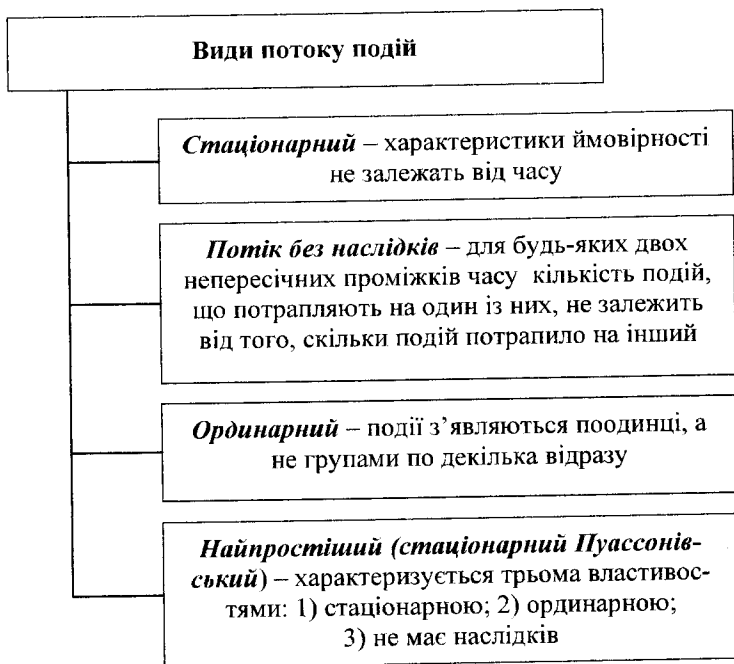 Види потоку подій
Стаціонарний – характеристики ймовірності
не залежать від часу
Потік без наслідків – для будь-яких двох
непересічних проміжків часу кількість подій,
що потрапляють на один із них, не залежить
від того, скільки подій потрапило на інший
Ординарний – події з’являються поодинці, а
не групами по декілька відразу
Найпростіший (стаціонарний Пуассонів-
ський) – характеризується трьома властивос-
тями: 1) стаціонарною; 2) ординарною;
3) не має наслідків